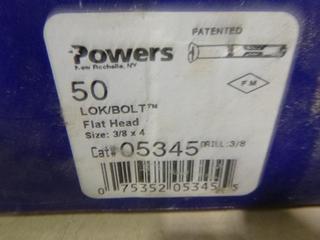 PATENTED
Powers
New Rochelle, NY
50
F M
LOK/BOLT™
Flat Head
Size: 3/8 x 4
Cat# 05345 DRILL: 3/8
0 75352 05345 5